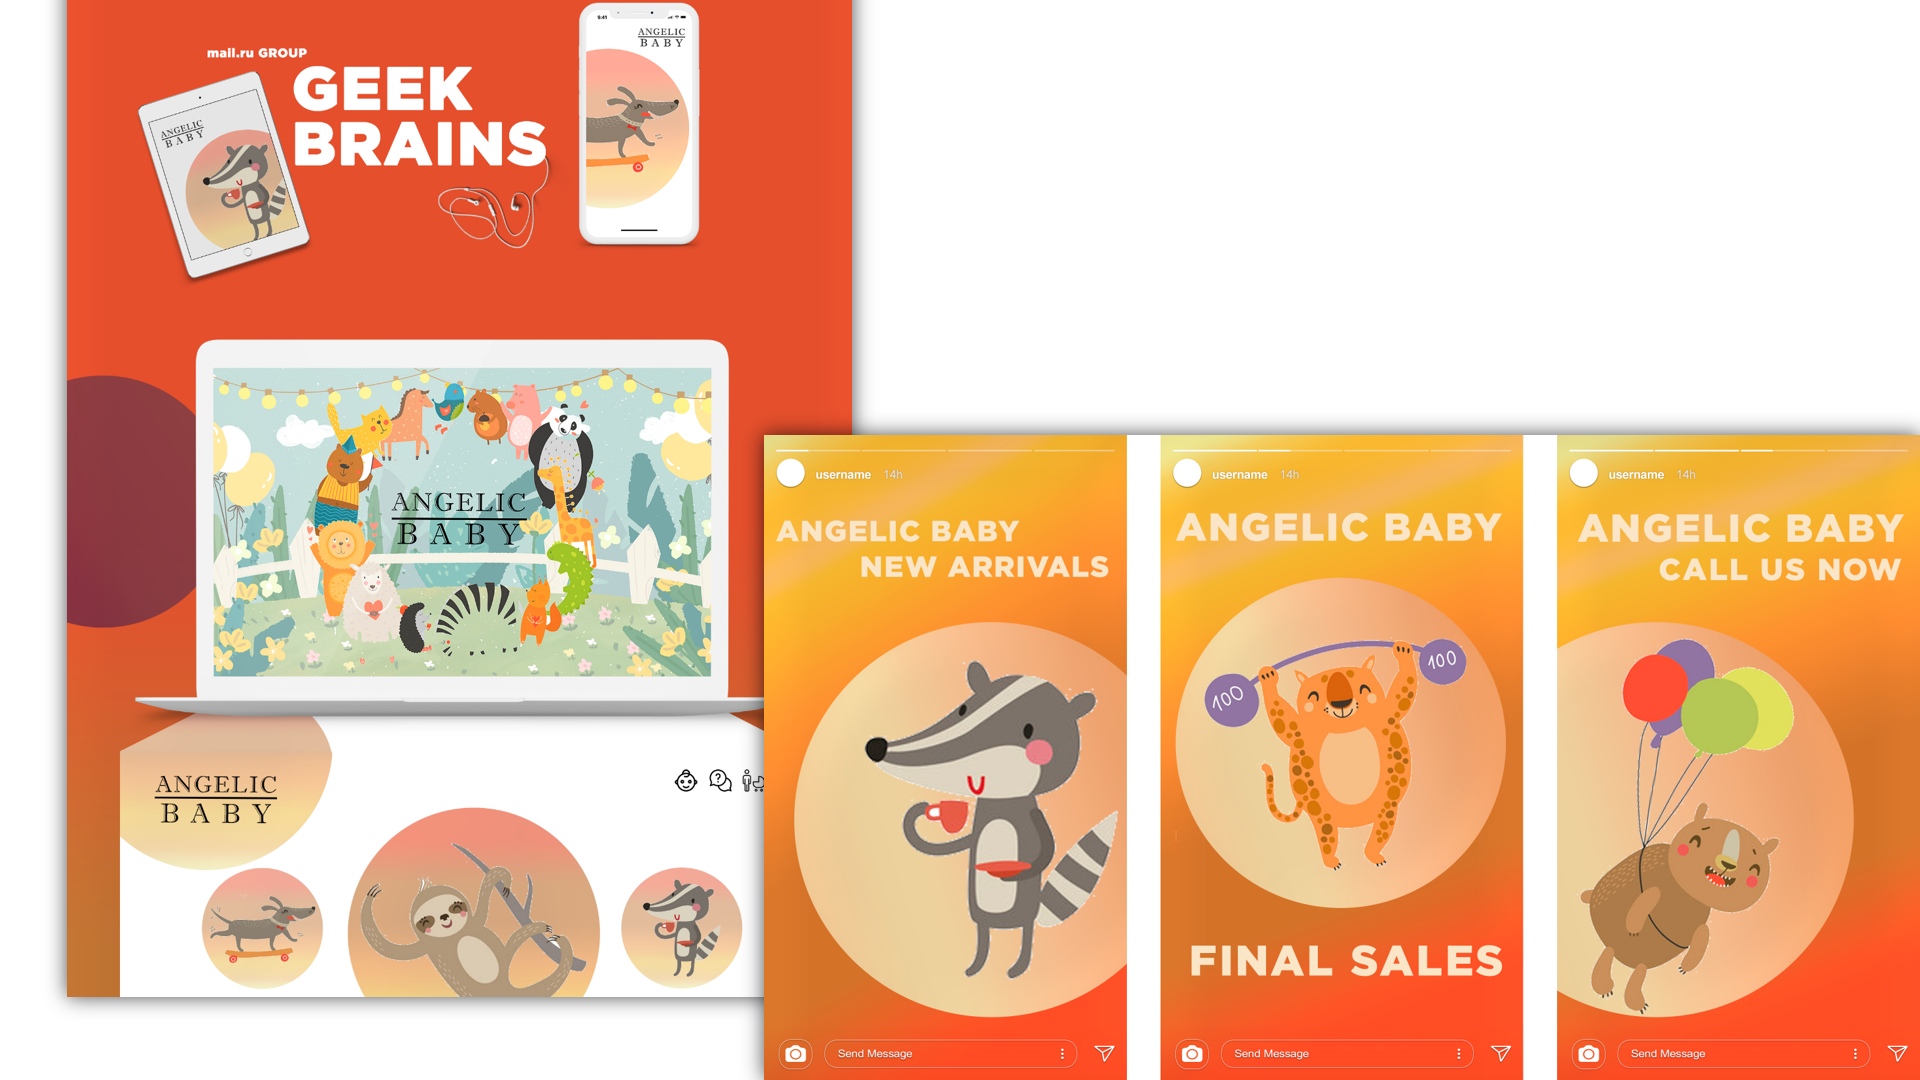 mail.ru GROUP
GEEK
BRAINS
ANGELIC
BABY
9:41
ANGELIC
BABY
ANGELIC
BABY
ANGELIC
BABY
username 14h
ANGELIC BABY
NEW ARRIVALS
Send Message
username 14h
ANGELIC BABY
100
100
FINAL SALES
Send Message
username 14h
ANGELIC BABY
CALL US NOW
Send Message